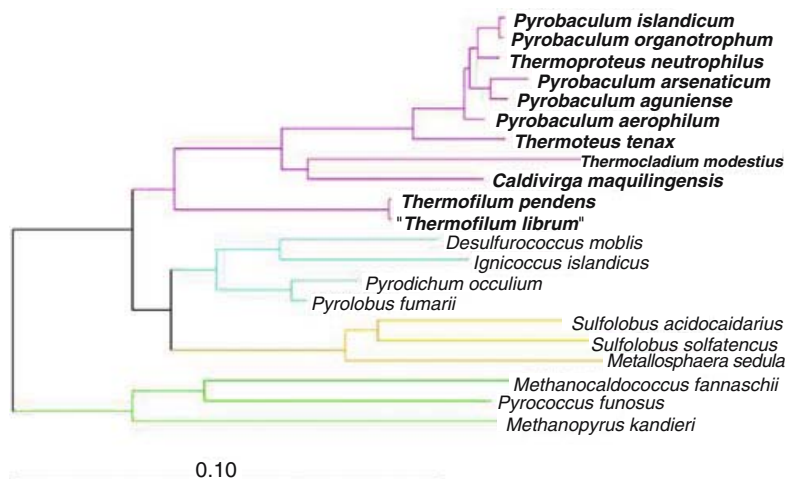 Pyrobaculum islandicum
Pyrobaculum organotrophum
Thermoproteus neutrophilus
Pyrobaculum arsenaticum
Pyrobaculum aguniense
Pyrobaculum aerophilum
Thermoteus tenax
Thermocladium modestius
Caldivirga maquilingensis
Thermofilum pendens
"Thermofilum librum"
Desulfurococcus moblis
Ignicoccus islandicus
Pyrodichum occulium
Pyrolobus fumarii
Sulfolobus acidocaidarius
Sulfolobus solfatencus
Metallosphaera sedula
Methanocaldococcus fannaschii
Pyrococcus funosus
Methanopyrus kandieri
0.10